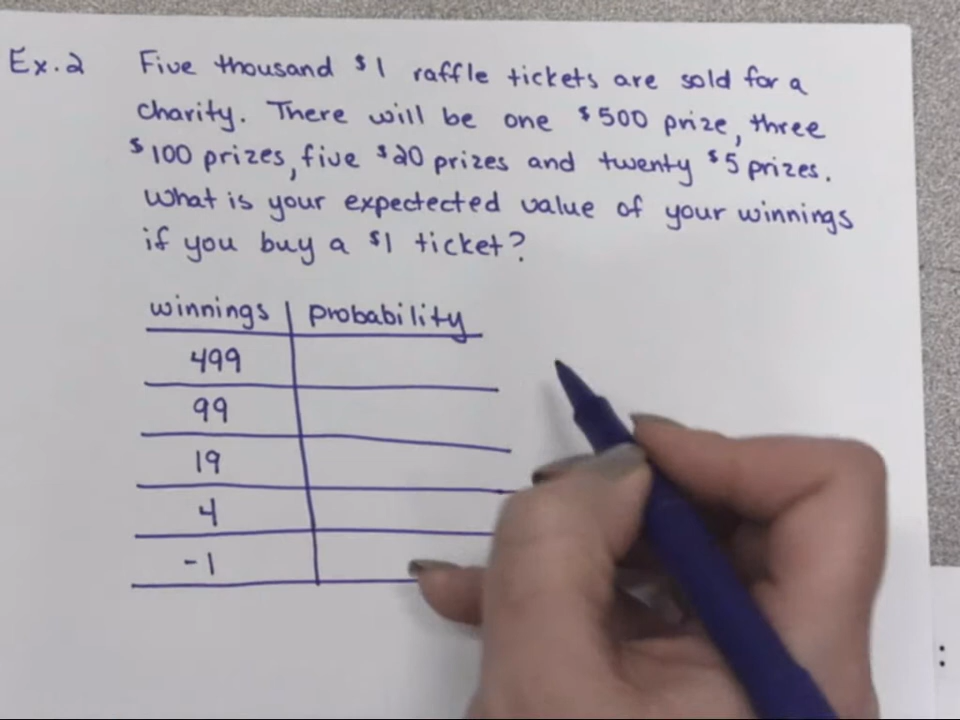 Ex.2 Five thousand $1 raffle tickets are sold for a
charity. There will be one $500 prize, three
$100 prizes, five $20 prizes and twenty $5 prizes.
What is your expectected value of your winnings
if you buy a $1 ticket?
winnings probability
499
99
19
4
-1